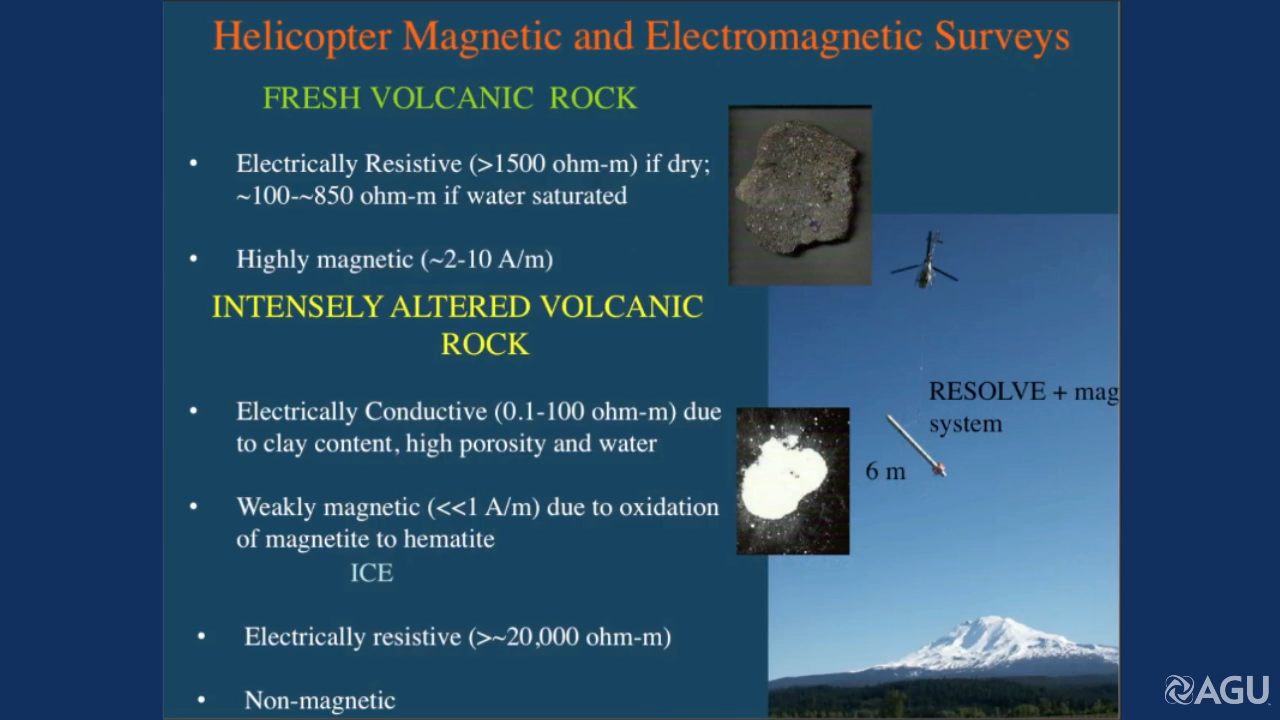 Helicopter Magnetic and Electromagnetic Surveys
FRESH VOLCANIC ROCK
• Electrically Resistive (>1500 ohm-m) if dry;
~100-~850 ohm-m if water saturated
• Highly magnetic (~2-10 A/m)
INTENSELY ALTERED VOLCANIC
ROCK
• Electrically Conductive (0.1-100 ohm-m) due
to clay content, high porosity and water
• Weakly magnetic (<<1 A/m) due to oxidation
of magnetite to hematite
ICE
• Electrically resistive (>~20,000 ohm-m)
• Non-magnetic
RESOLVE + mag
system
6 m
AGU